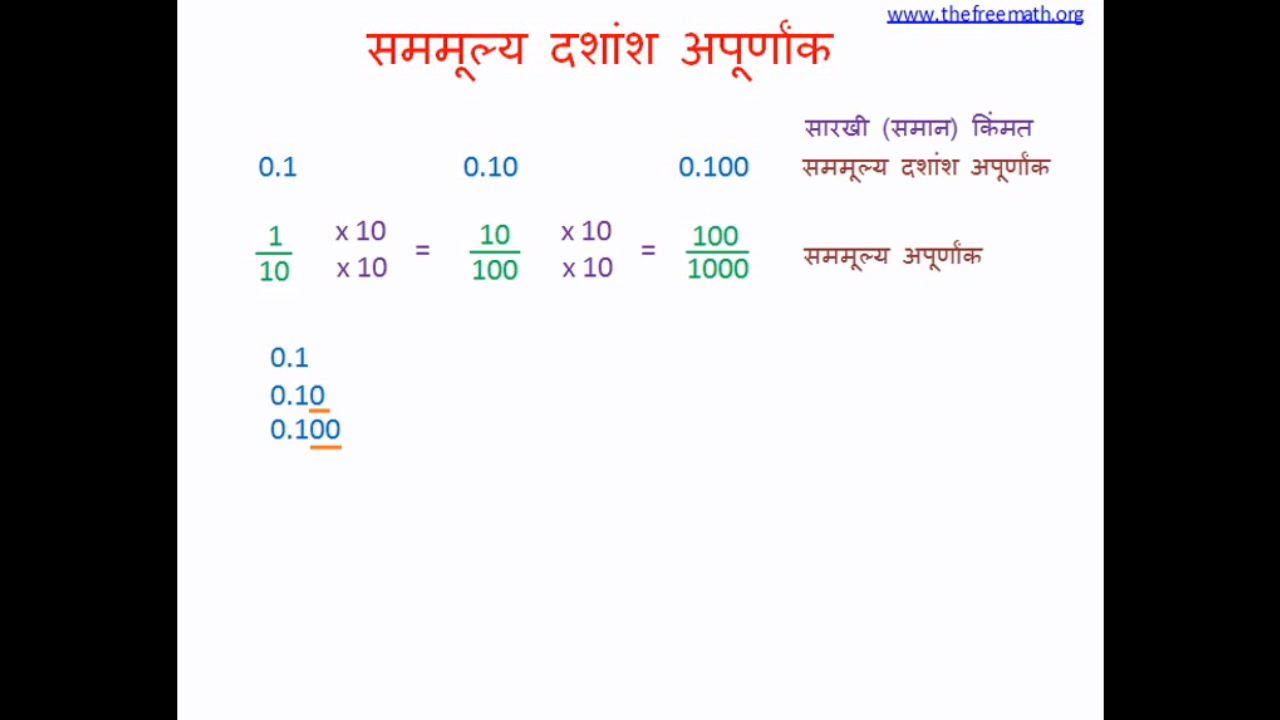 www.thefreemath.org
सममूल्य दशांश अपूर्णांक
सारखी (समान) किंमत
0.1 0.10 0.100 सममूल्य दशांश अपूर्णांक
1 x 10 10 x 10 100
= = सममूल्य अपूर्णांक
10 x 10 100 x 10 1000
0.1
0.10
0.100